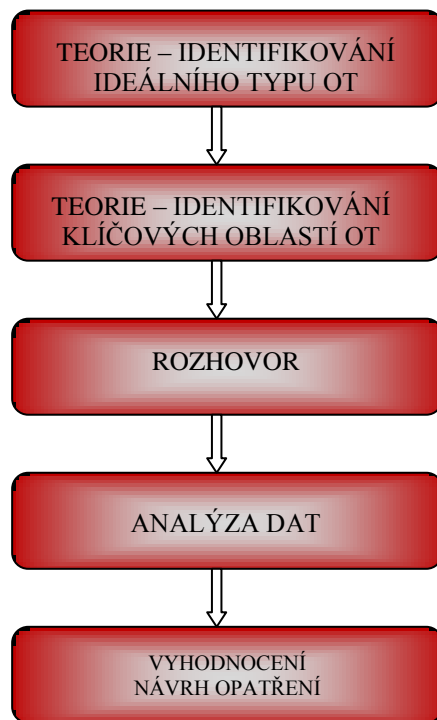 TEORIE – IDENTIFIKOVÁNÍ
IDEÁLNÍHO TYPU OT
TEORIE – IDENTIFIKOVÁNÍ
KLÍČOVÝCH OBLASTÍ OT
ROZHOVOR
ANALÝZA DAT
VYHODNOCENÍ
NÁVRH OPATŘENÍ